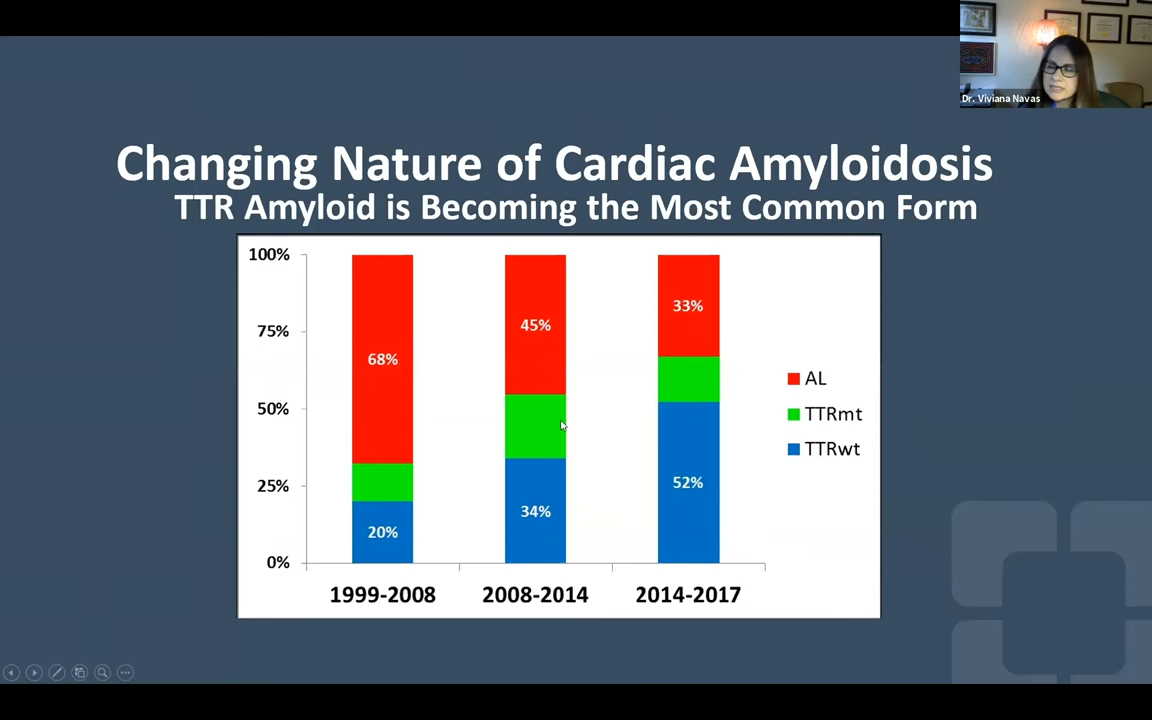 Dr. Viviana Navas
Changing Nature of Cardiac Amyloidosis
TTR Amyloid is Becoming the Most Common Form
100%
75%
50%
25%
0%
68%
20%
45%
34%
33%
52%
1999-2008
2008-2014
2014-2017
AL
TTRmt
TTRwt